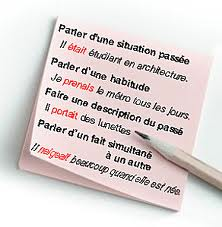 Parler d'une situation passée
Il était étudiant en architecture.
Parler d'une habitude
Je prenais le métro tous les jours.
Faire une description du passé
Il portait des lunettes
Parler d'un fait simultané
à un autre
Il neigeait beaucoup quand elle est née.